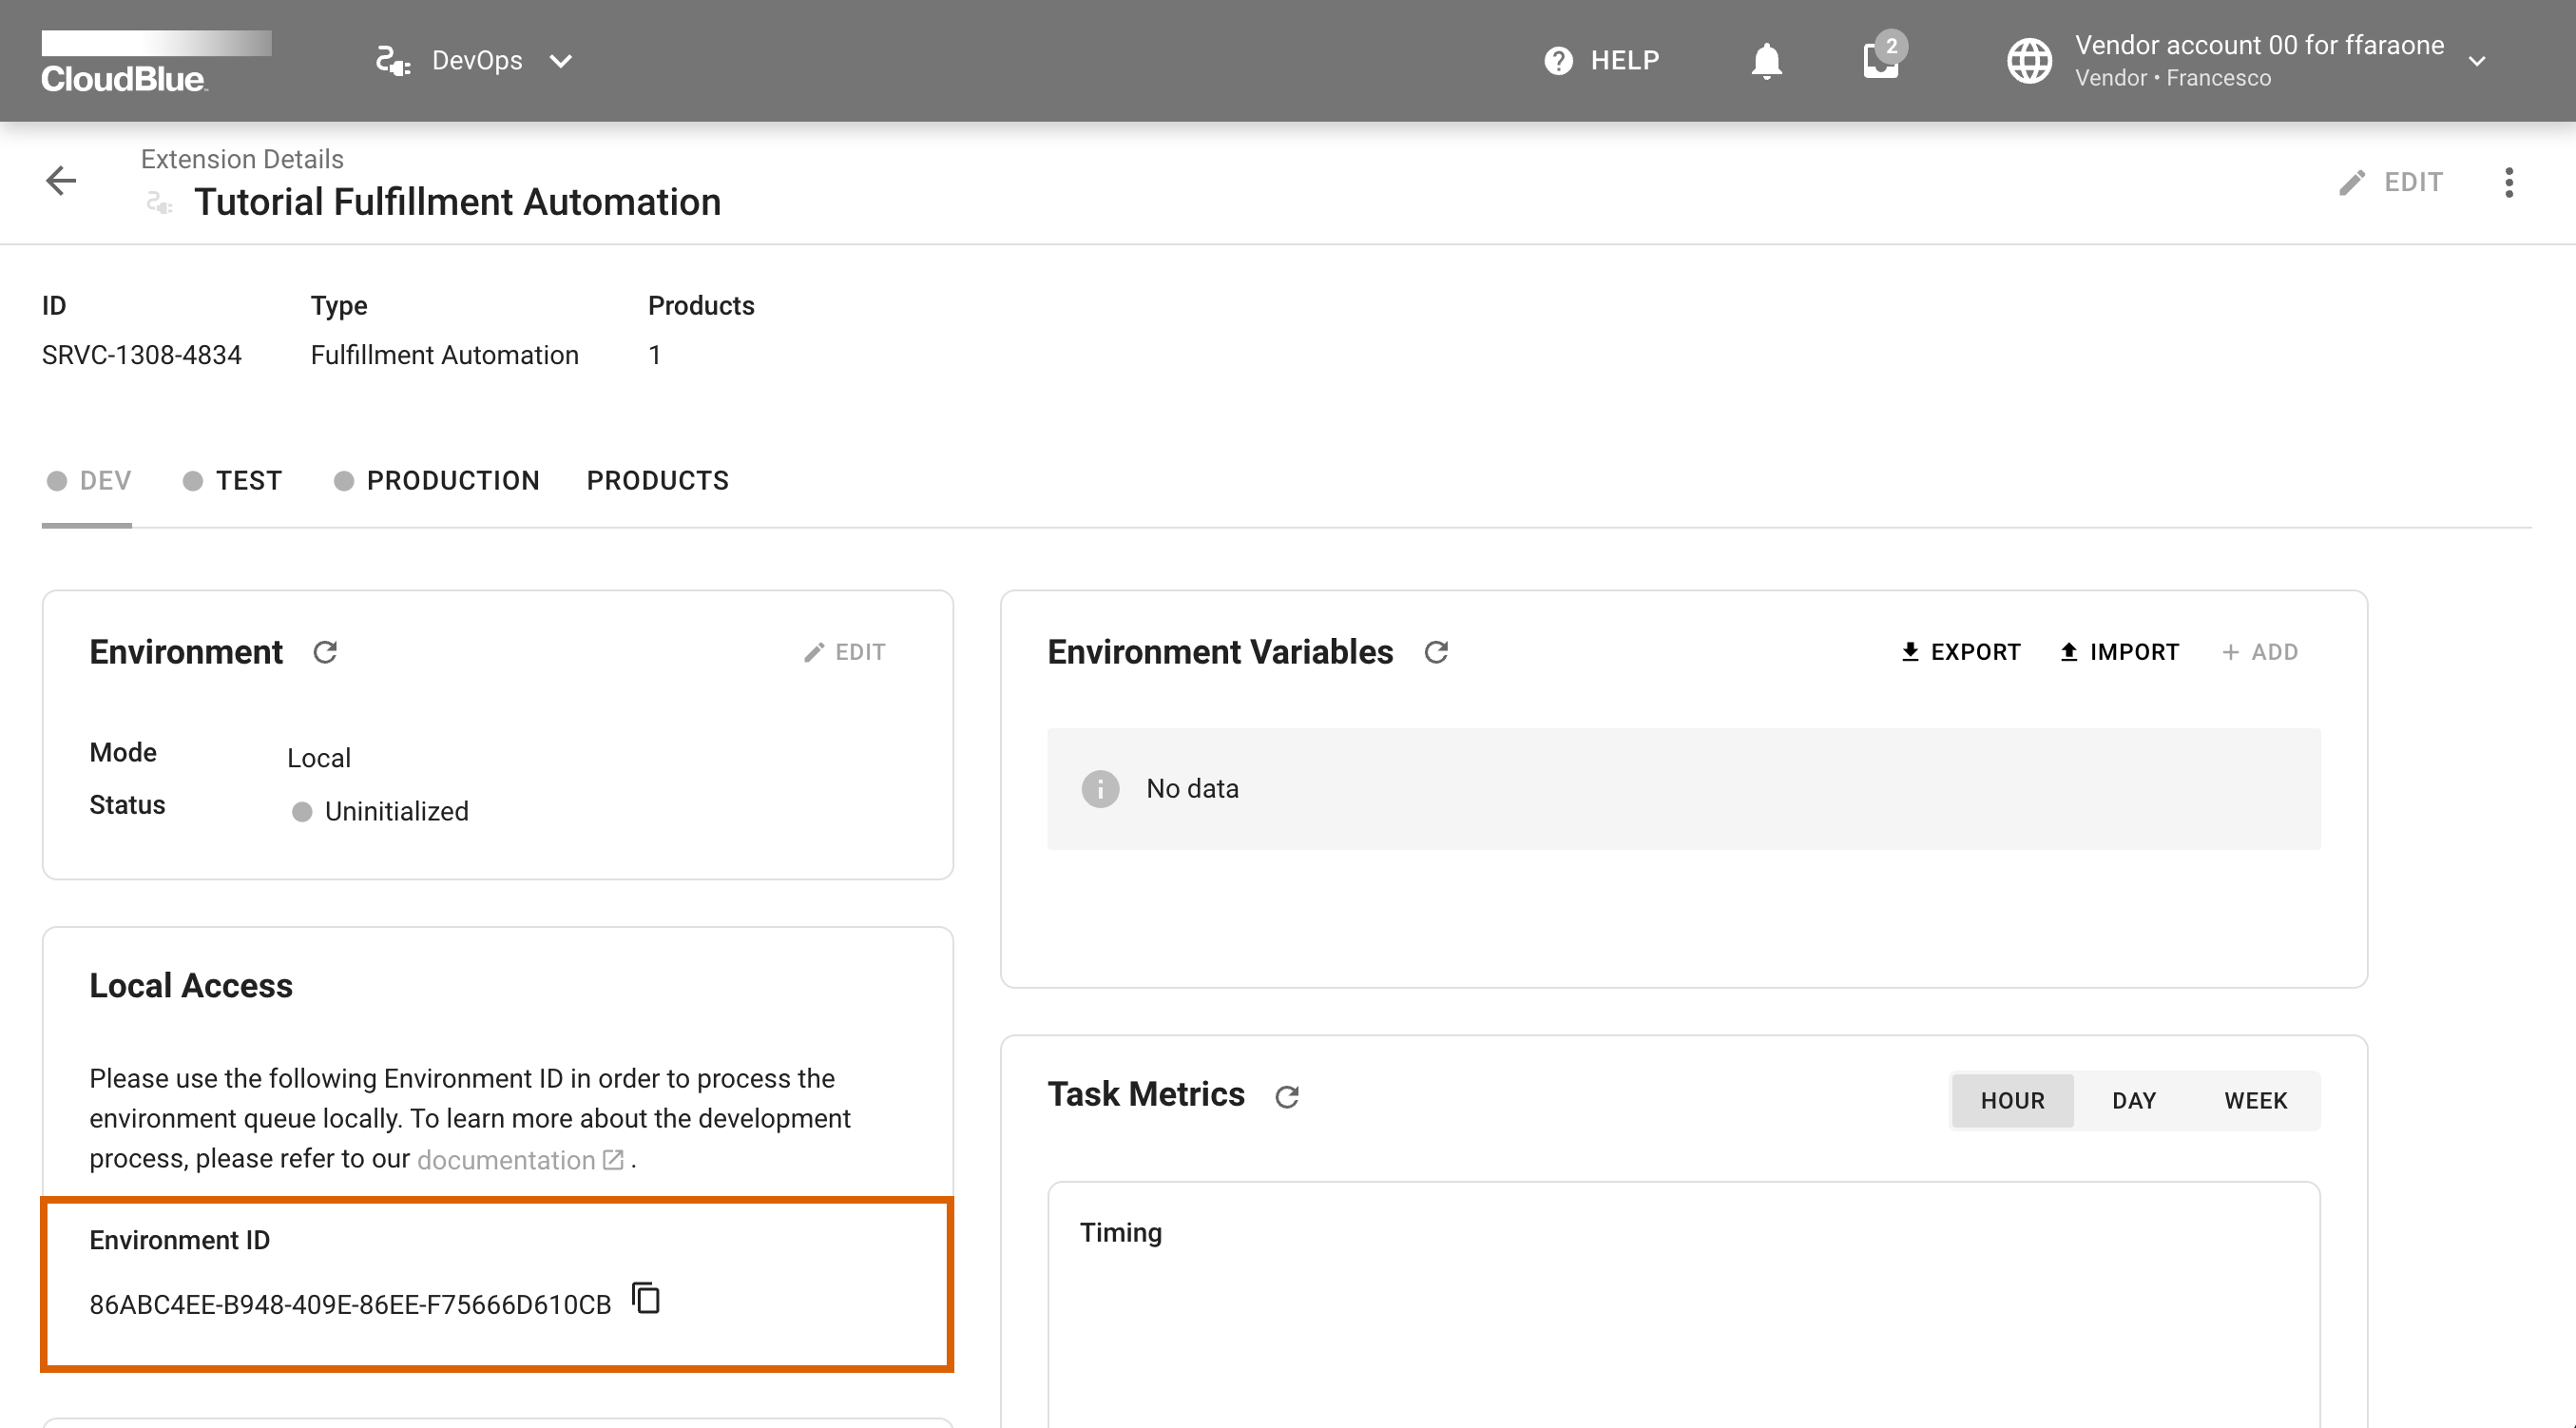 CloudBlue
DevOps
HELP
2
Vendor account 00 for ffaraone
Vendor • Francesco
Extension Details
Tutorial Fulfillment Automation
EDIT
ID
Type
Products
SRVC-1308-4834
Fulfillment Automation
1
DEV
TEST
PRODUCTION
PRODUCTS
Environment
EDIT
Mode
Local
Status
Uninitialized
Environment Variables
EXPORT
IMPORT
+ ADD
No data
Local Access
Please use the following Environment ID in order to process the
environment queue locally. To learn more about the development
process, please refer to our documentation .
Environment ID
86ABC4EE-B948-409E-86EE-F75666D610CB
Task Metrics
HOUR
DAY
WEEK
Timing